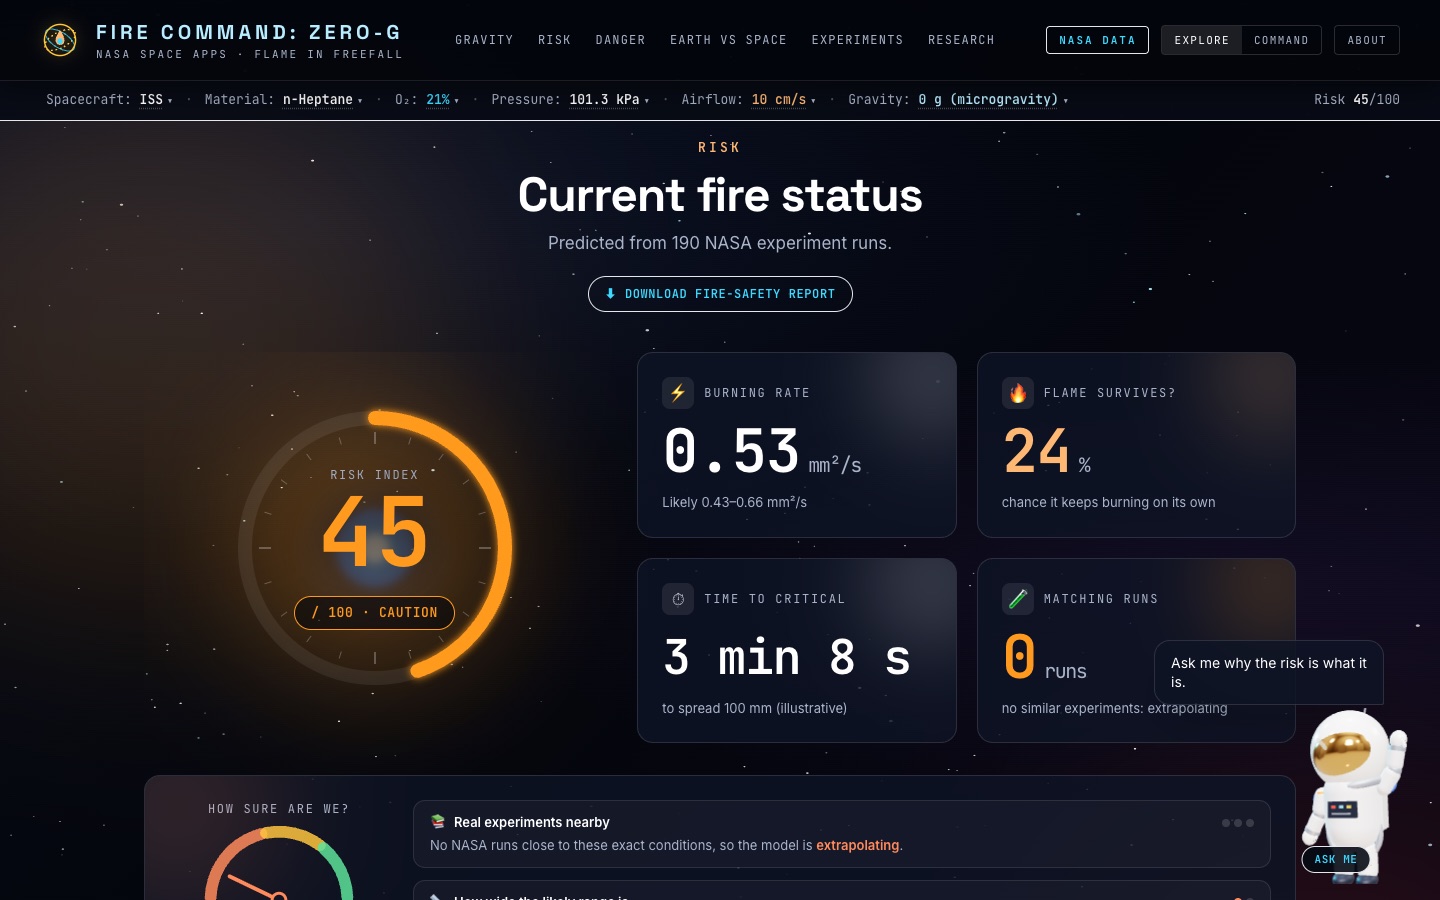 FIRE COMMAND: ZERO-G
NASA SPACE APPS · FLAME IN FREEFALL
GRAVITY RISK DANGER EARTH VS SPACE EXPERIMENTS RESEARCH
NASA DATA EXPLORE COMMAND ABOUT
Spacecraft: ISS ▾ · Material: n-Heptane ▾ · O₂: 21% ▾ · Pressure: 101.3 kPa ▾ · Airflow: 10 cm/s ▾ · Gravity: 0 g (microgravity) ▾ Risk 45/100
RISK
Current fire status
Predicted from 190 NASA experiment runs.
⬇ DOWNLOAD FIRE-SAFETY REPORT
RISK INDEX
45
/ 100 · CAUTION
BURNING RATE
0.53 mm²/s
Likely 0.43–0.66 mm²/s
FLAME SURVIVES?
24 %
chance it keeps burning on its own
TIME TO CRITICAL
3 min 8 s
to spread 100 mm (illustrative)
MATCHING RUNS
0 runs
no similar experiments: extrapolating
Ask me why the risk is what it
is.
ASK ME
HOW SURE ARE WE?
Real experiments nearby
No NASA runs close to these exact conditions, so the model is extrapolating.
How wide the likely range is